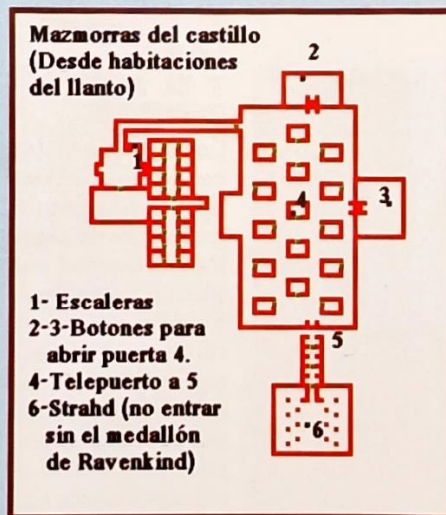 Mazmorras del castillo
(Desde habitaciones
del llanto)
2
1
4
3
5
6
1- Escaleras
2-3-Botones para
abrir puerta 4.
4-Telepuerto a 5
6-Strahd (no entrar
sin el medallón
de Ravenkind)